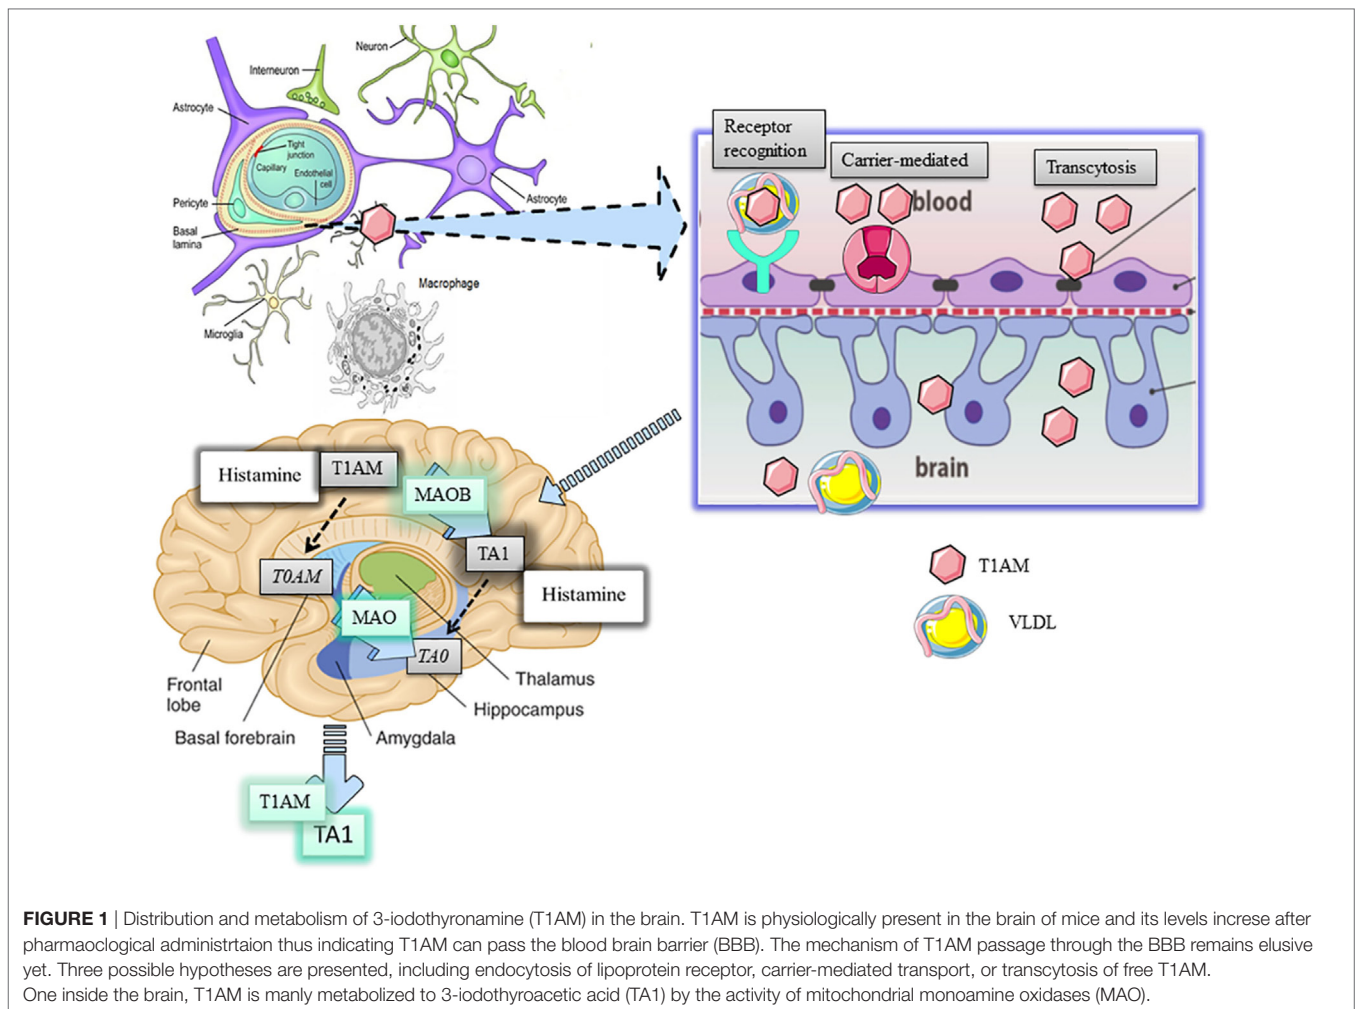 Neuron
Interneuron
Astrocyte
Tight
junction
Capillary
Endothelial
cell
Pericyte
Astrocyte
Basal
lamina
Microglia
Macrophage
Receptor
recognition
Carrier-mediated
Transcytosis
blood
brain
T1AM
VLDL
Histamine
T1AM
MAOB
TA1
T0AM
Histamine
MAO
TA0
Thalamus
Frontal
lobe
Hippocampus
Basal forebrain
Amygdala
T1AM
TA1
FIGURE 1 | Distribution and metabolism of 3-iodothyronamine (T1AM) in the brain. T1AM is physiologically present in the brain of mice and its levels increse after
pharmaoclogical administrtaion thus indicating T1AM can pass the blood brain barrier (BBB). The mechanism of T1AM passage through the BBB remains elusive
yet. Three possible hypotheses are presented, including endocytosis of lipoprotein receptor, carrier-mediated transport, or transcytosis of free T1AM.
One inside the brain, T1AM is manly metabolized to 3-iodothyroacetic acid (TA1) by the activity of mitochondrial monoamine oxidases (MAO).